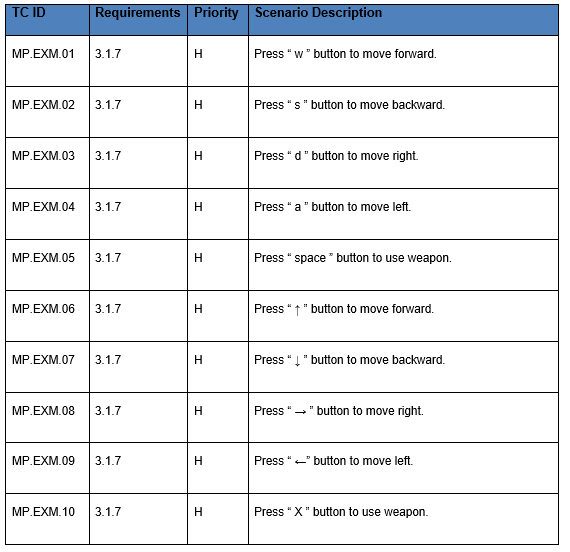 TC ID Requirements Priority Scenario Description
MP.EXM.01 3.1.7 H Press “ w ” button to move forward.
MP.EXM.02 3.1.7 H Press “ s ” button to move backward.
MP.EXM.03 3.1.7 H Press “ d ” button to move right.
MP.EXM.04 3.1.7 H Press “ a ” button to move left.
MP.EXM.05 3.1.7 H Press “ space ” button to use weapon.
MP.EXM.06 3.1.7 H Press “ ↑ ” button to move forward.
MP.EXM.07 3.1.7 H Press “ ↓ ” button to move backward.
MP.EXM.08 3.1.7 H Press “ → ” button to move right.
MP.EXM.09 3.1.7 H Press “ ←” button to move left.
MP.EXM.10 3.1.7 H Press “ X ” button to use weapon.